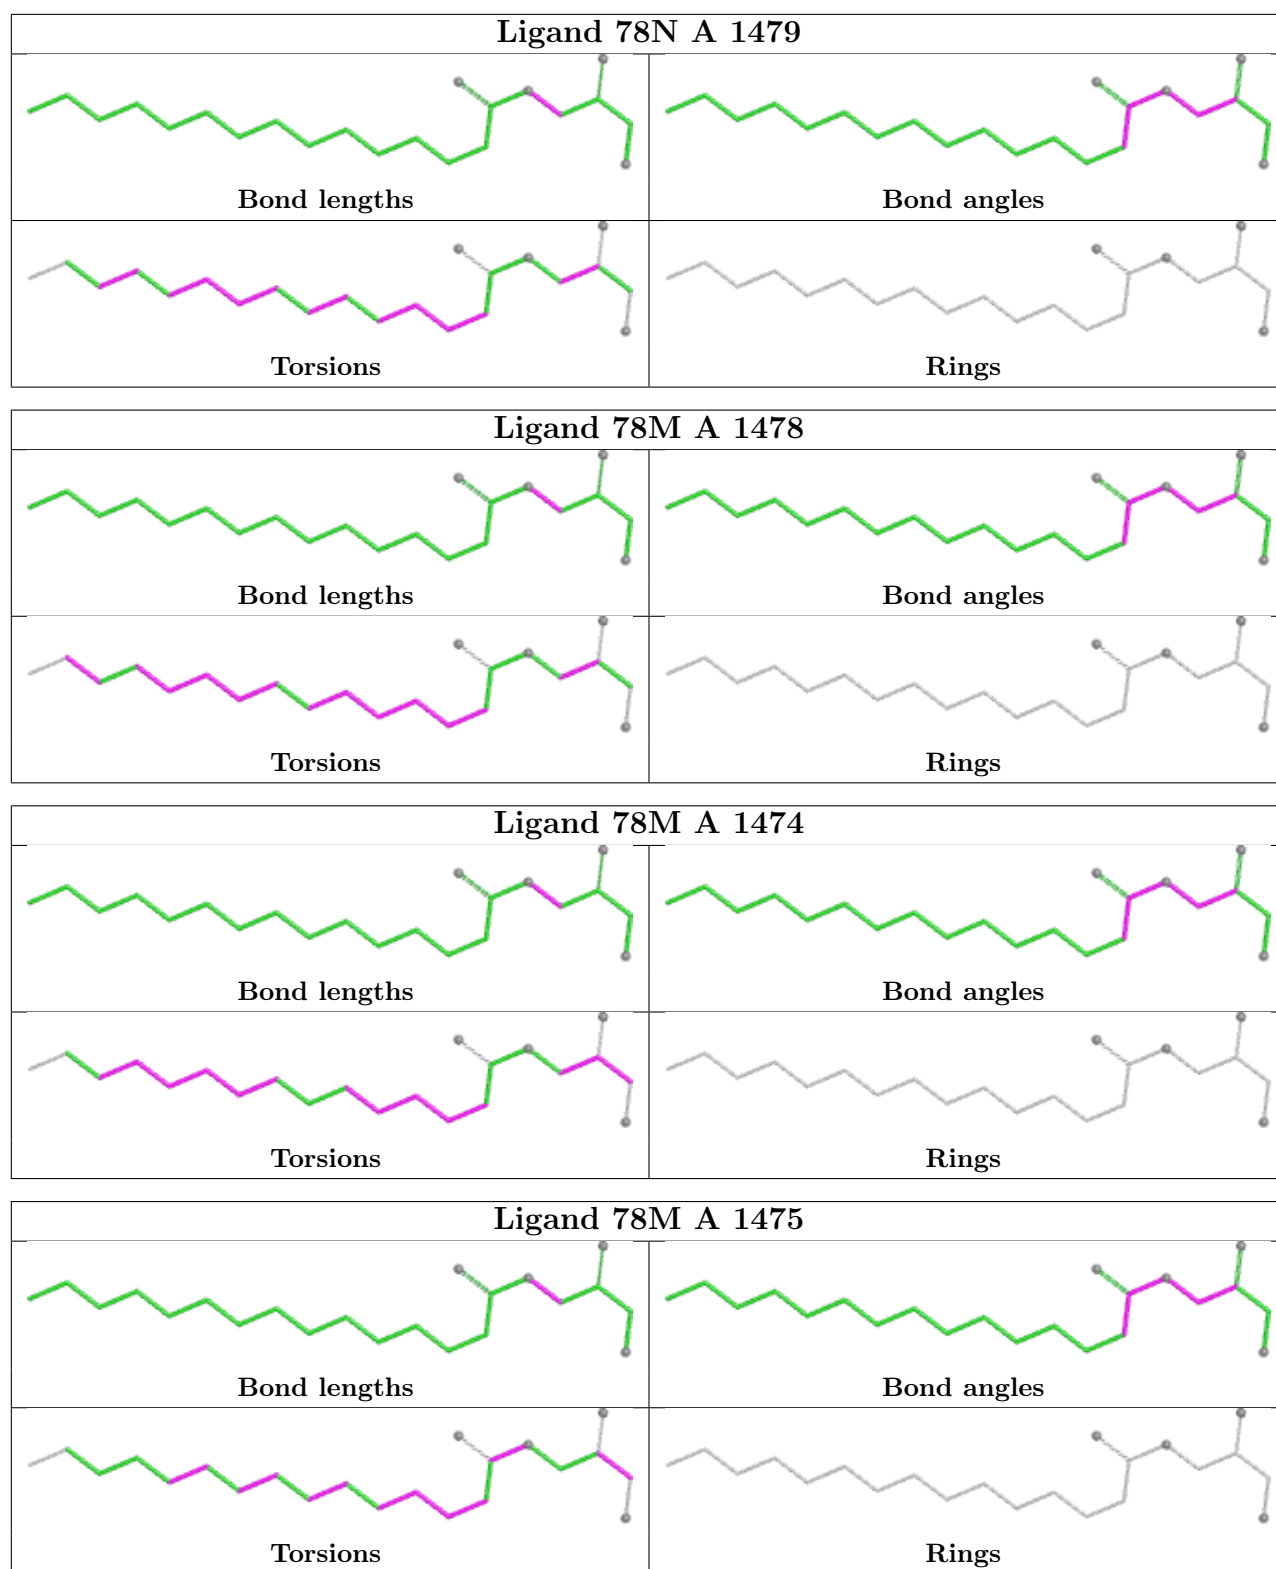 Ligand 78N A 1479
Bond lengths
Bond angles
Torsions
Rings
Ligand 78M A 1478
Bond lengths
Bond angles
Torsions
Rings
Ligand 78M A 1474
Bond lengths
Bond angles
Torsions
Rings
Ligand 78M A 1475
Bond lengths
Bond angles
Torsions
Rings